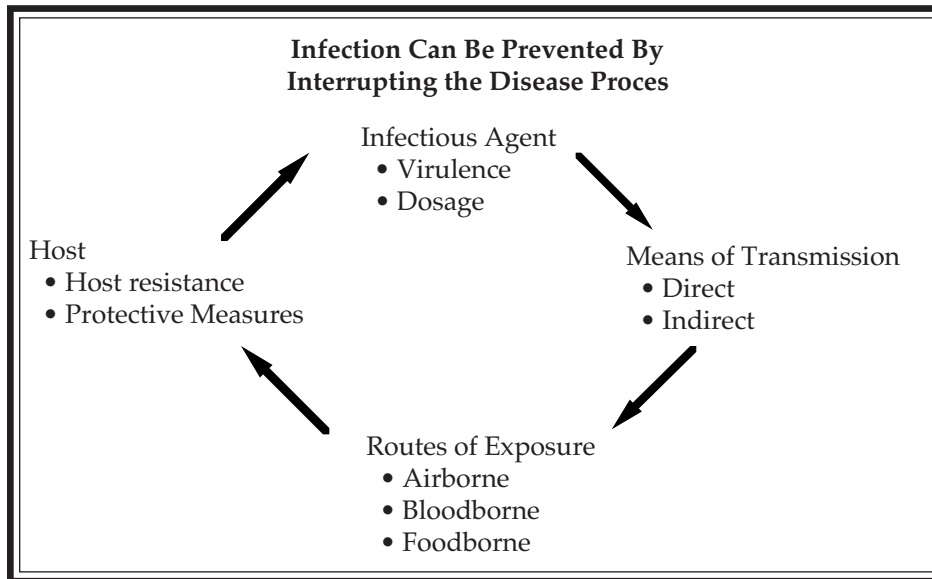 Infection Can Be Prevented By
Interrupting the Disease Proces
Infectious Agent
• Virulence
• Dosage
Means of Transmission
• Direct
• Indirect
Routes of Exposure
• Airborne
• Bloodborne
• Foodborne
Host
• Host resistance
• Protective Measures